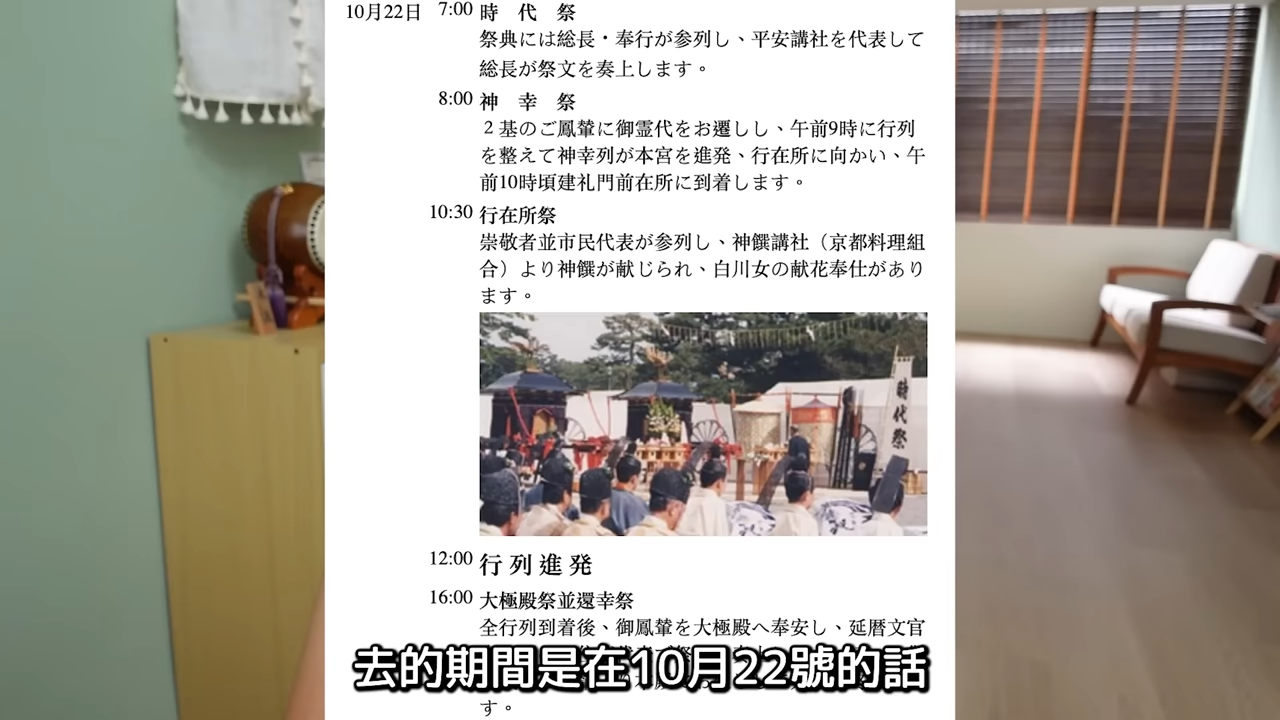 10月22日 7:00 時 代 祭
祭典には総長・奉行が参列し、平安講社を代表して
総長が祭文を奏上します。
8:00 神 幸 祭
２基のご鳳輦に御霊代をお遷しし、午前9時に行列
を整えて神幸列が本宮を進発、行在所に向かい、午
前10時頃建礼門前在所に到着します。
10:30 行在所祭
崇敬者並市民代表が参列し、神饌講社（京都料理組
合）より神饌が献じられ、白川女の献花奉仕があり
ます。
時代祭
12:00 行 列 進 発
16:00 大極殿祭並還幸祭
全行列到着後、御鳳輦を大極殿へ奉安し、延暦文官
去的期間是在10月22號的話
す。